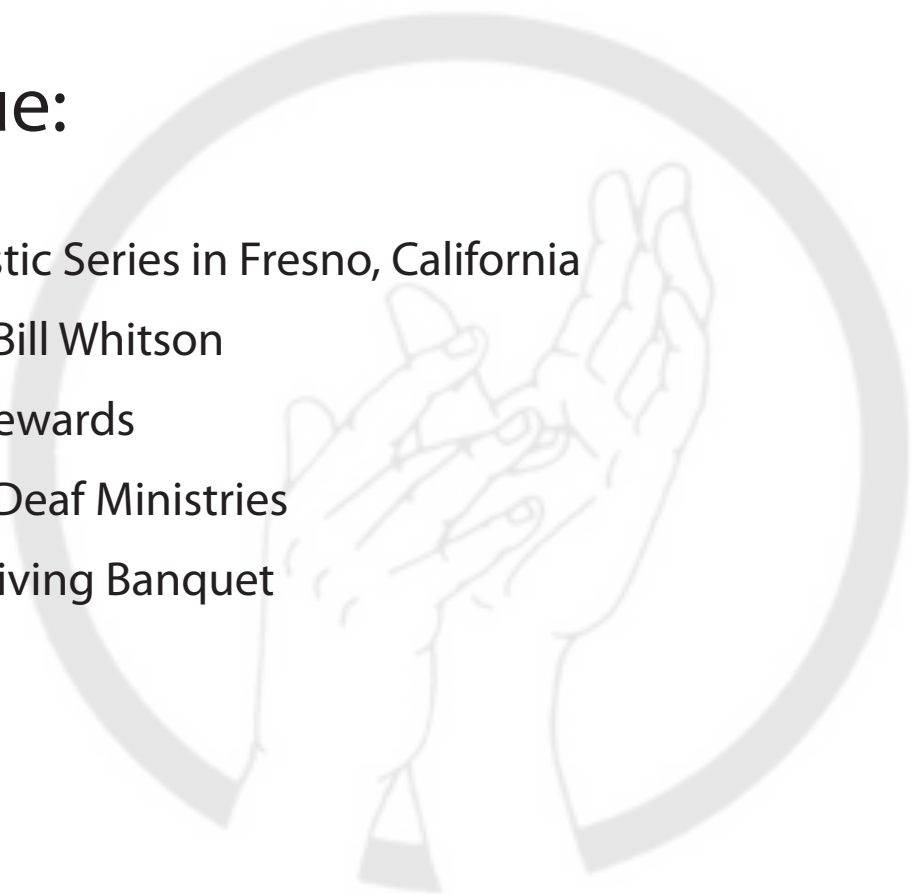 ue:
stic Series in Fresno, California
Bill Whitson
ewards
Deaf Ministries
iving Banquet